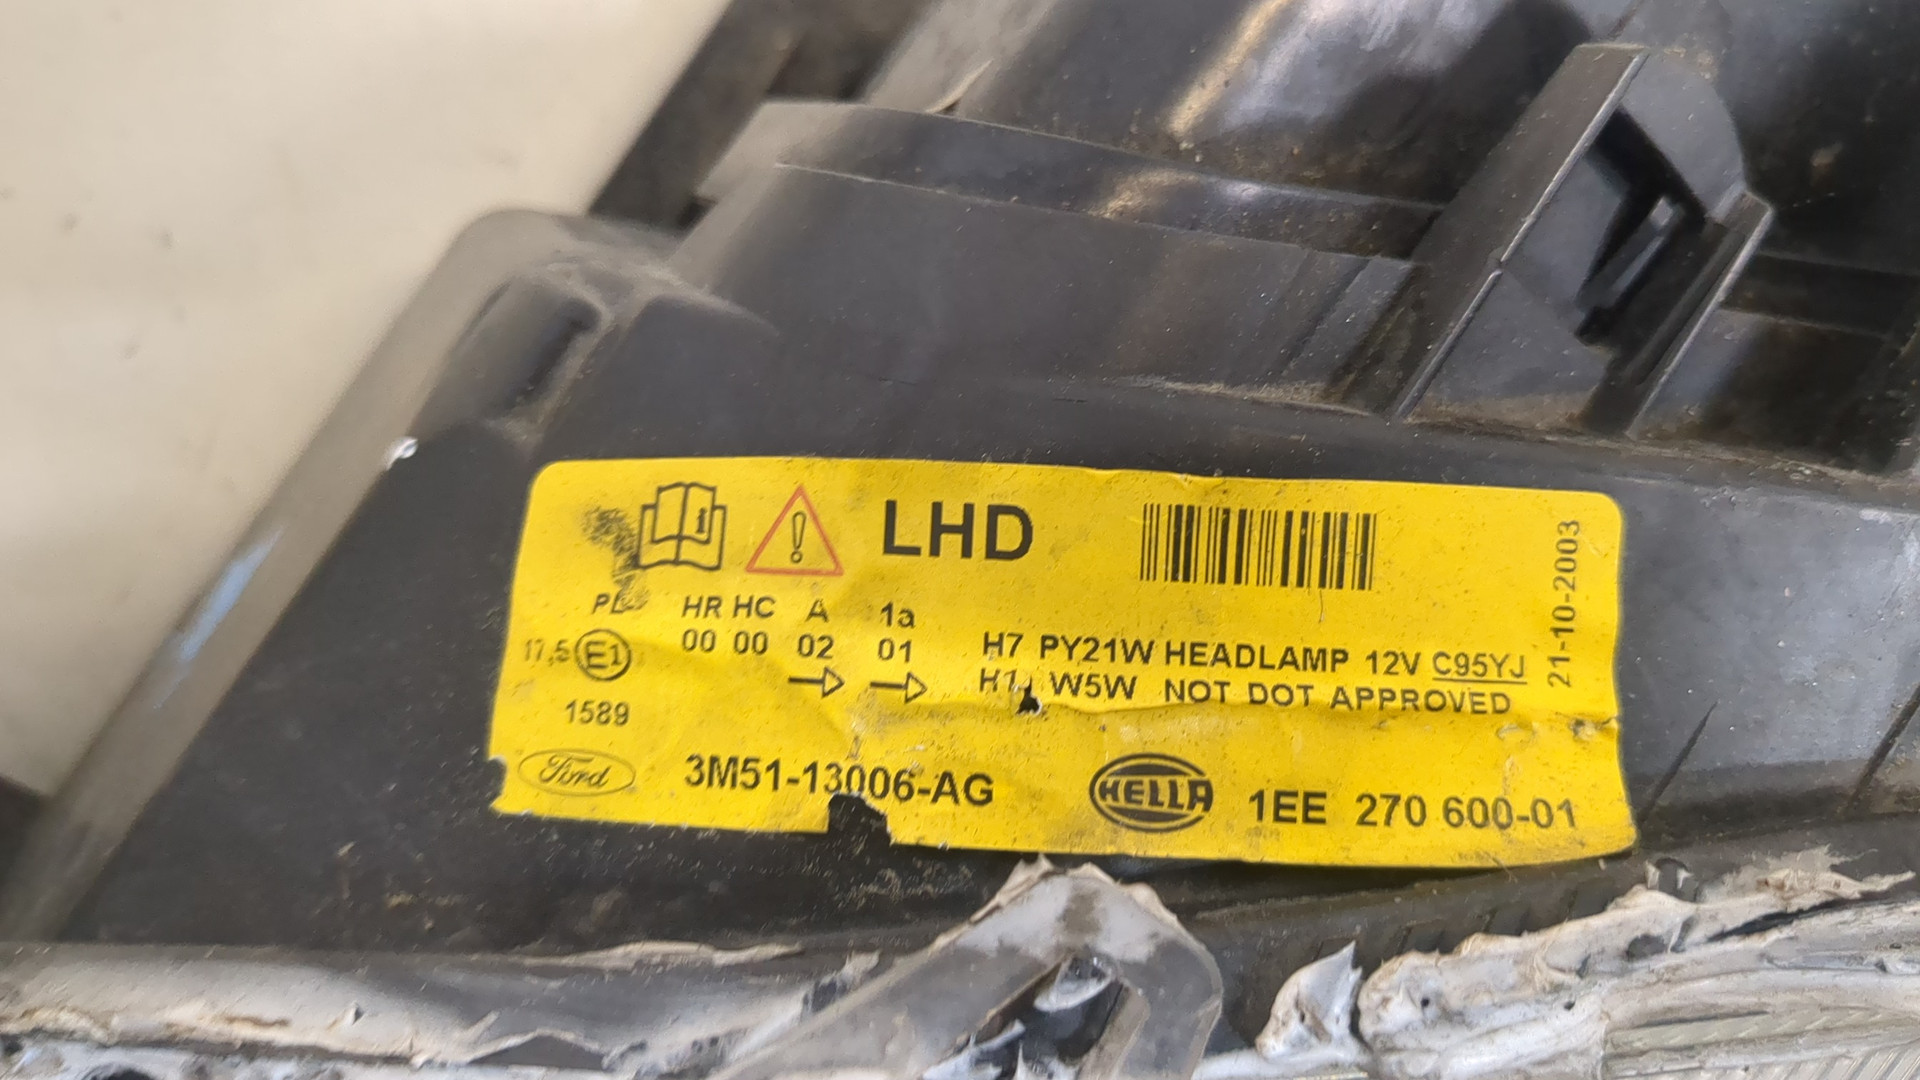 LHD
21-10-2003
PL HR HC A 1a
17,5 E1 00 00 02 01
H7 PY21W HEADLAMP 12V C95YJ
H1 W5W NOT DOT APPROVED
1589
Ford 3M51-13006-AG HELLA 1EE 270 600-01